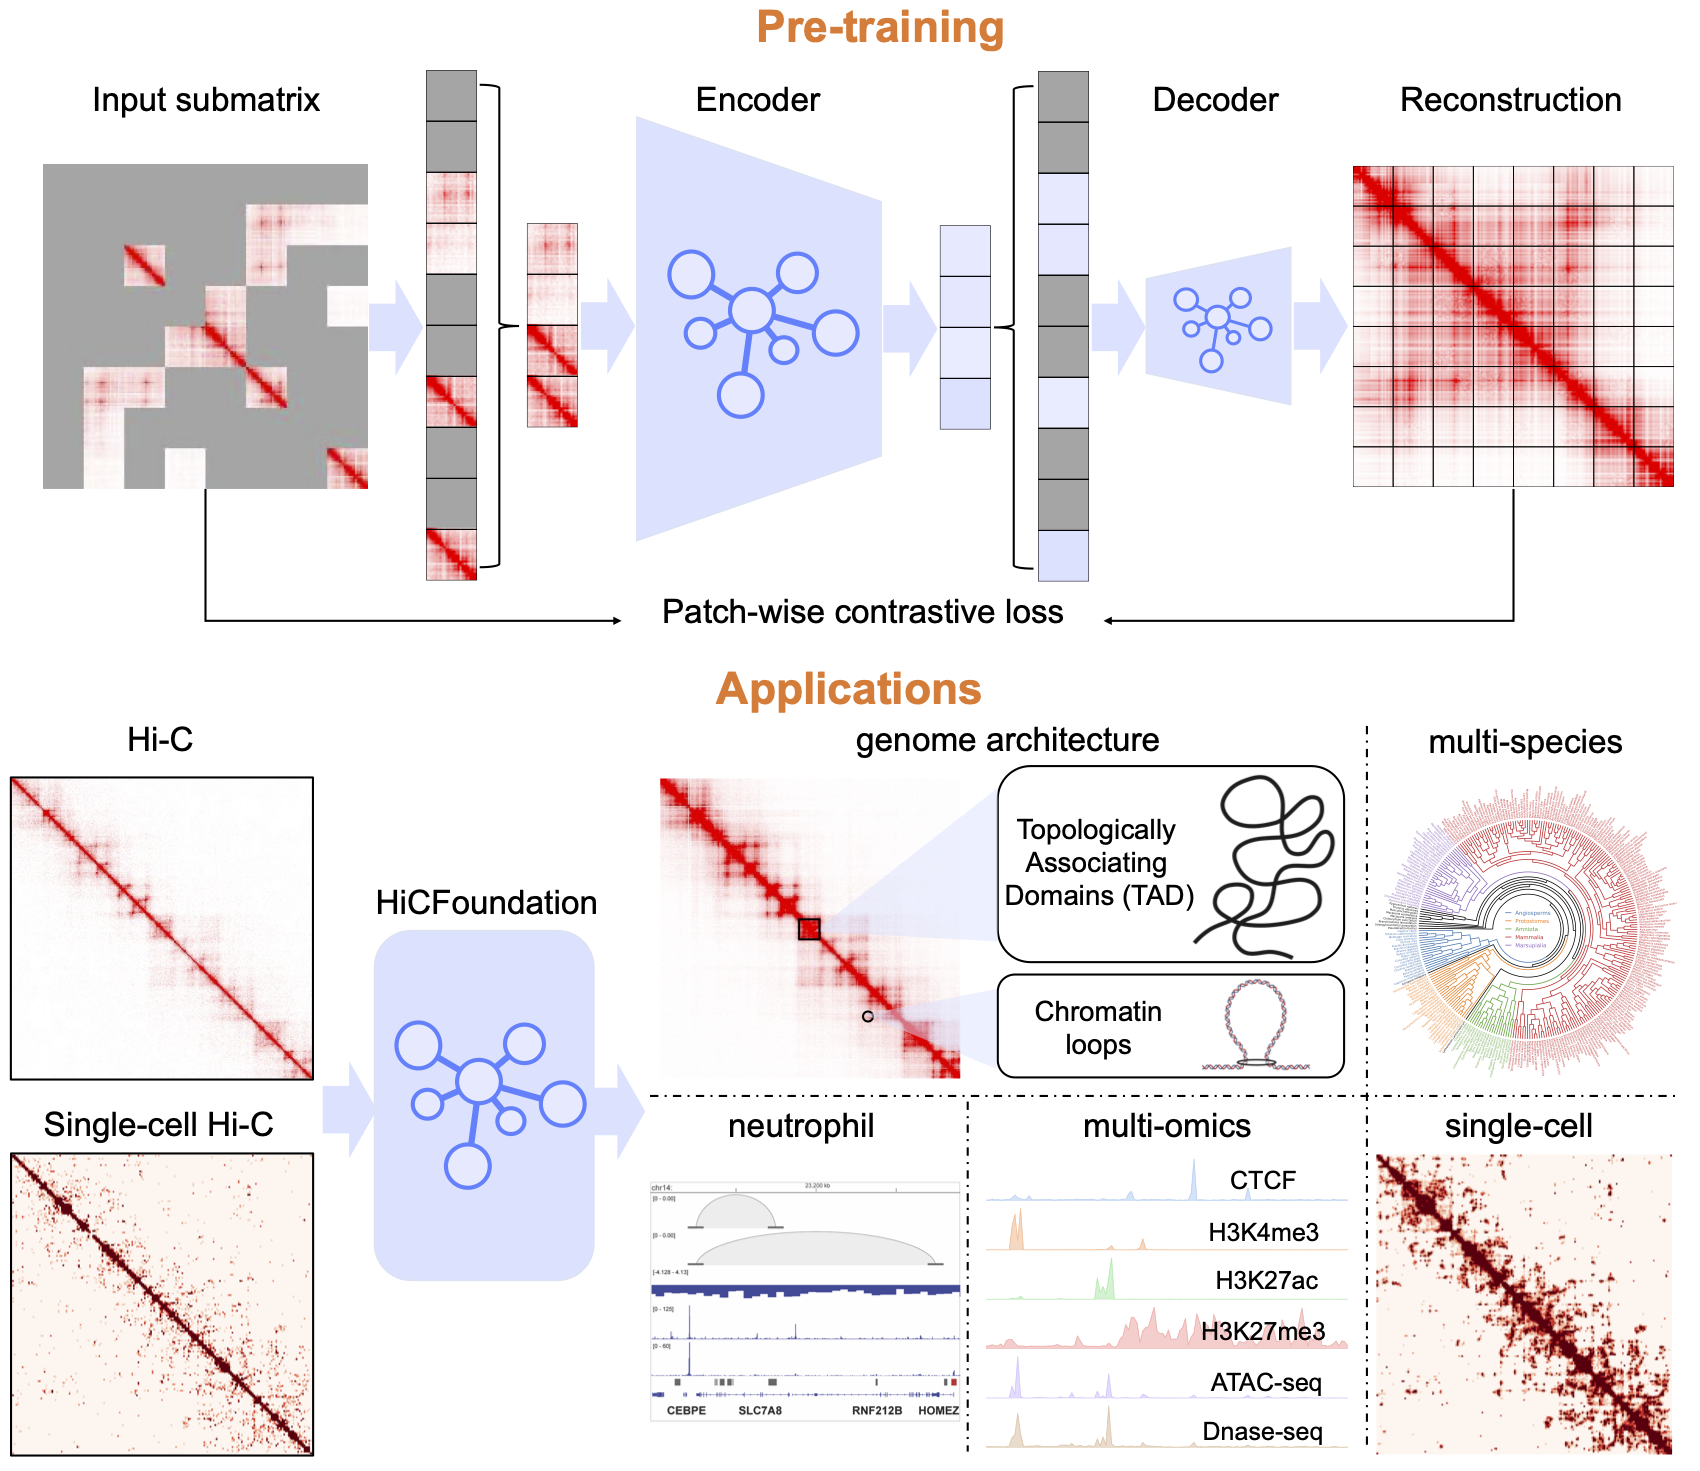 Pre-training
Input submatrix
Encoder
Decoder
Reconstruction
Patch-wise contrastive loss
Applications
Hi-C
Single-cell Hi-C
HiCFoundation
genome architecture
Topologically
Associating
Domains (TAD)
Chromatin
loops
multi-species
Angiosperms
Protostomes
Amniota
Mammalia
Marsupialia
neutrophil
chr14:
23,200 kb
[0 - 0.00]
[0 - 0.00]
[-4.128 - 4.13]
[0 - 125]
[0 - 60]
CEBPE
SLC7A8
RNF212B
HOMEZ
multi-omics
CTCF
H3K4me3
H3K27ac
H3K27me3
ATAC-seq
Dnase-seq
single-cell